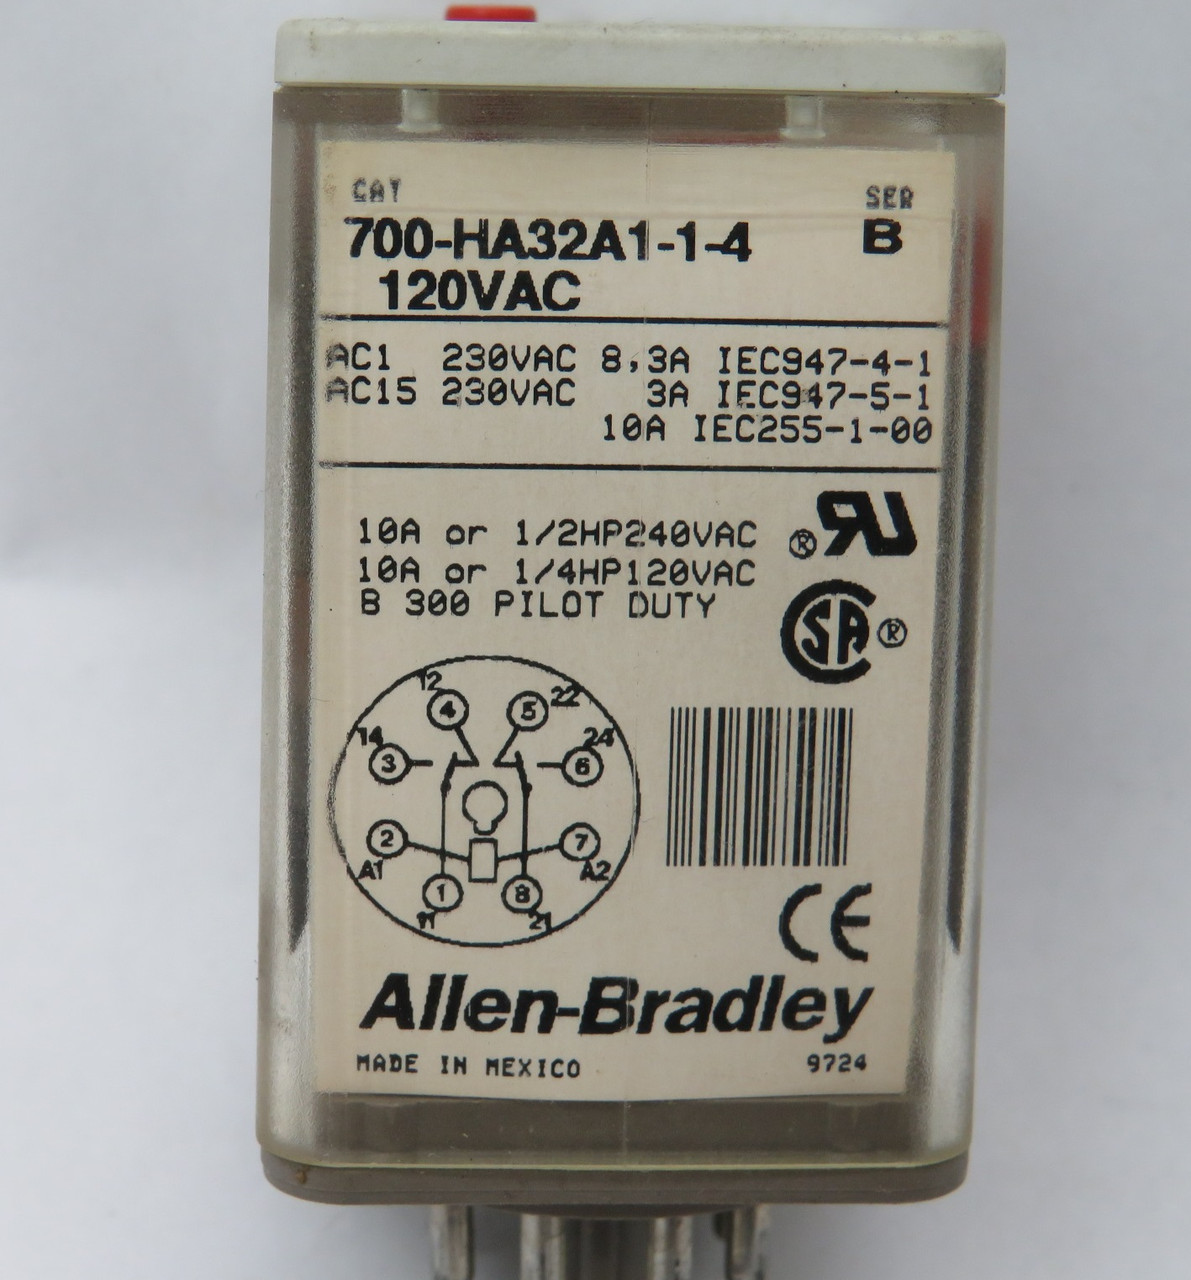 CAT SER
700-HA32A1-1-4 B
120VAC
AC1 230VAC 8,3A IEC947-4-1
AC15 230VAC 3A IEC947-5-1
10A IEC255-1-00
10A or 1/2HP240VAC ® RU
10A or 1/4HP120VAC
B 300 PILOT DUTY
SA ®
12 22
4 5
14 24
3 6
2 7
A1 A2
1 8
11 21
CE
Allen-Bradley
MADE IN MEXICO 9724